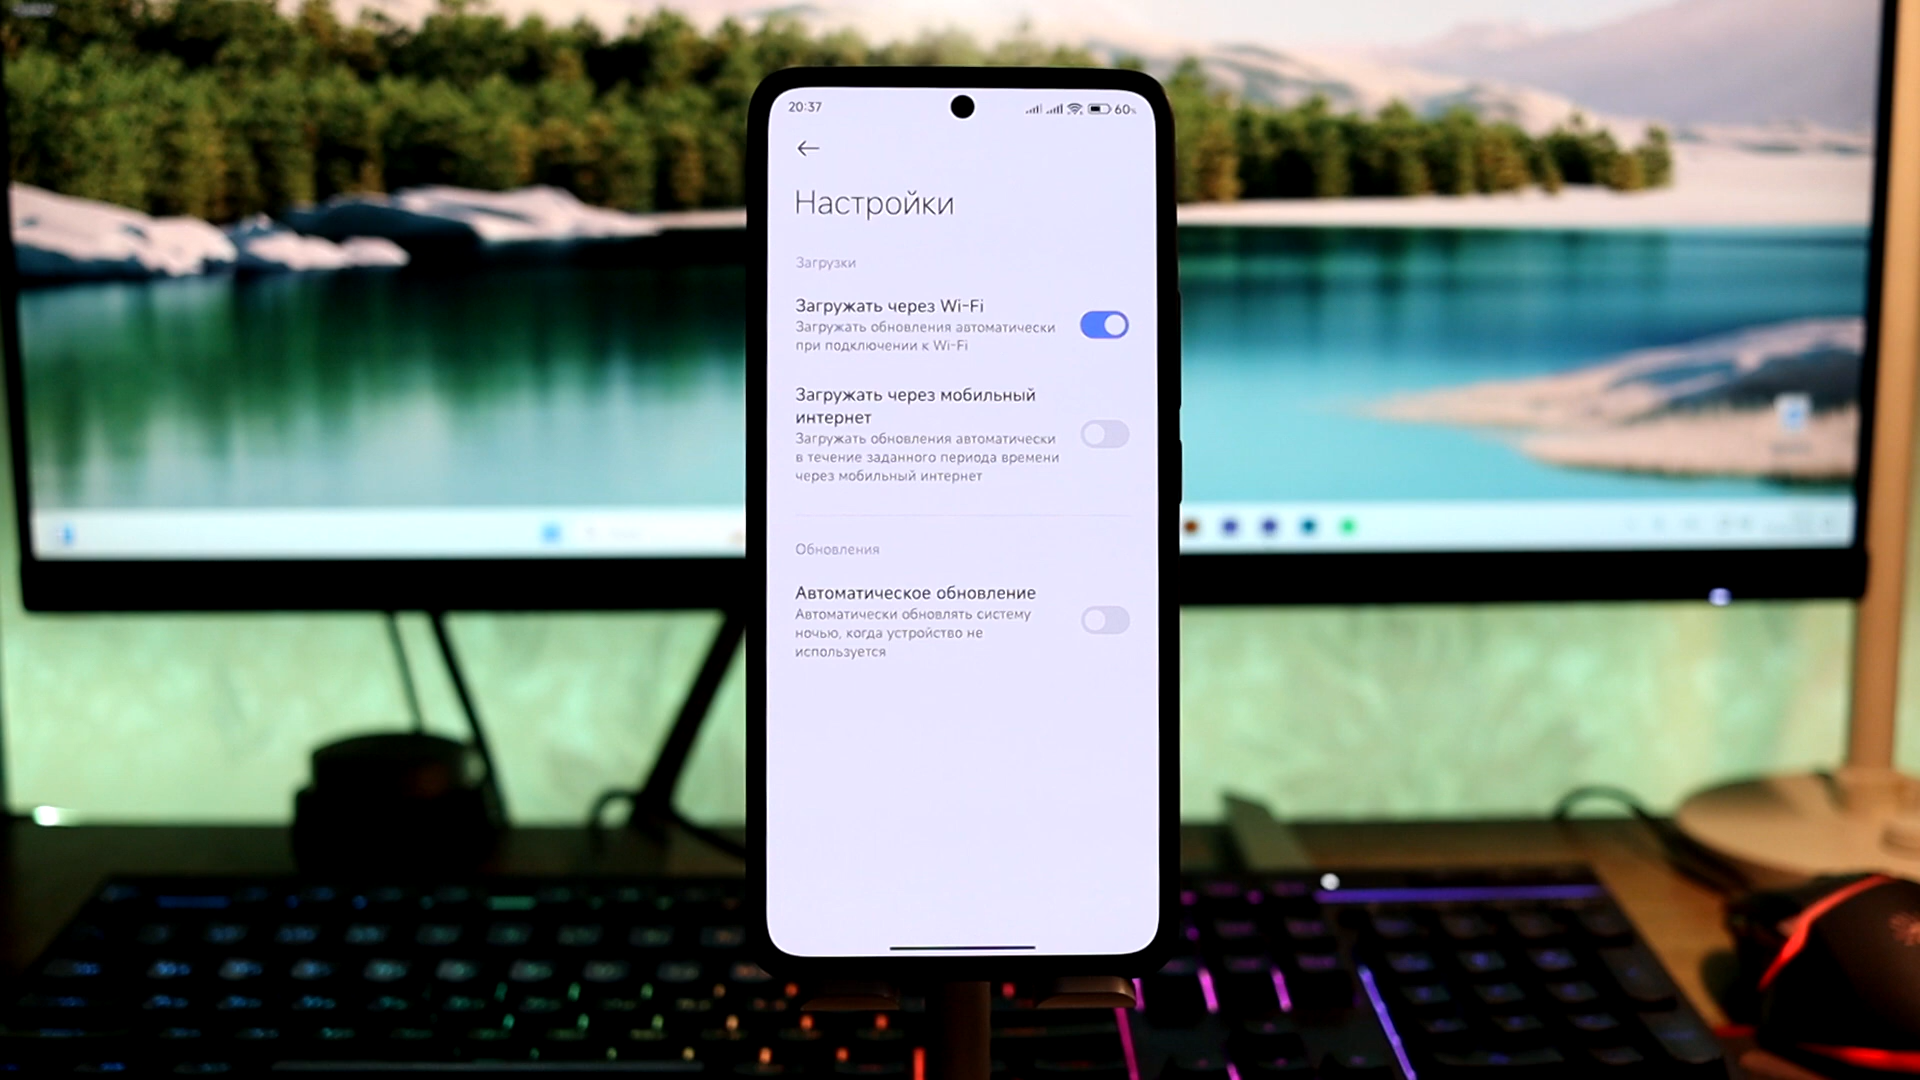 20:37
60%
Настройки
Загрузки
Загружать через Wi-Fi
Загружать обновления автоматически
при подключении к Wi-Fi
Загружать через мобильный
интернет
Загружать обновления автоматически
в течение заданного периода времени
через мобильный интернет
Обновления
Автоматическое обновление
Автоматически обновлять систему
ночью, когда устройство не
используется